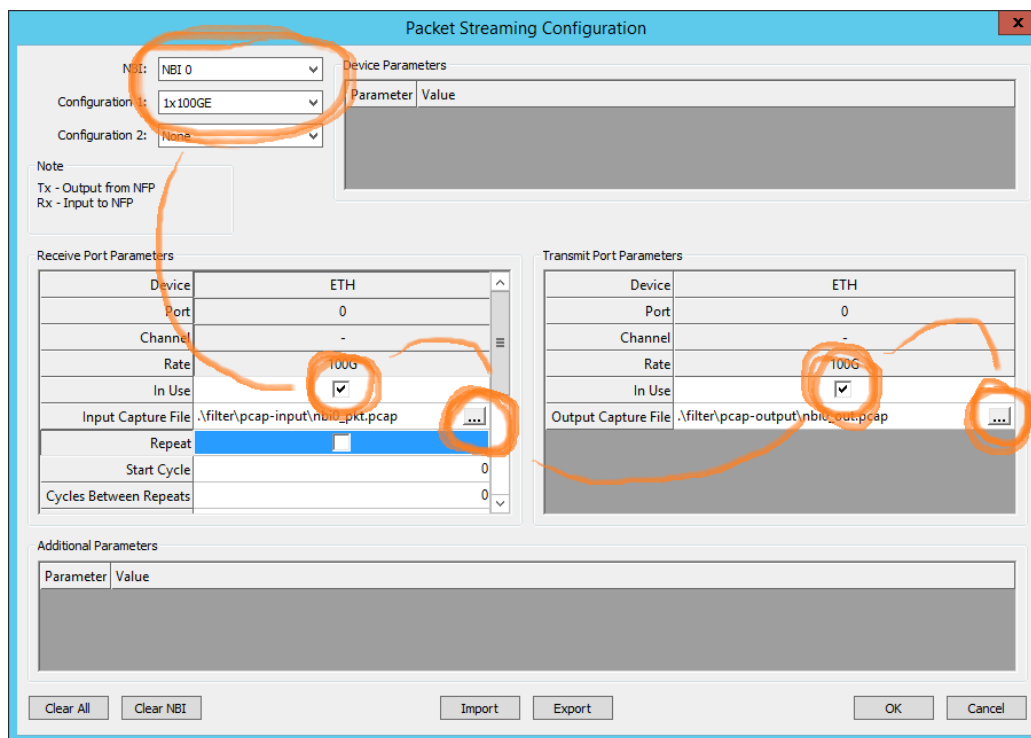 Packet Streaming Configuration
x
NBI: NBI 0
Configuration 1: 1x100GE
Configuration 2: None
Device Parameters
Parameter Value
Note
Tx - Output from NFP
Rx - Input to NFP
Receive Port Parameters
Device ETH
Port 0
Channel -
Rate 100G
In Use
Input Capture File .\filter\pcap-input\nbi0_pkt.pcap ...
Repeat
Start Cycle 0
Cycles Between Repeats 0
Transmit Port Parameters
Device ETH
Port 0
Channel -
Rate 100G
In Use
Output Capture File .\filter\pcap-output\nbi0_out.pcap ...
Additional Parameters
Parameter Value
Clear All Clear NBI Import Export OK Cancel